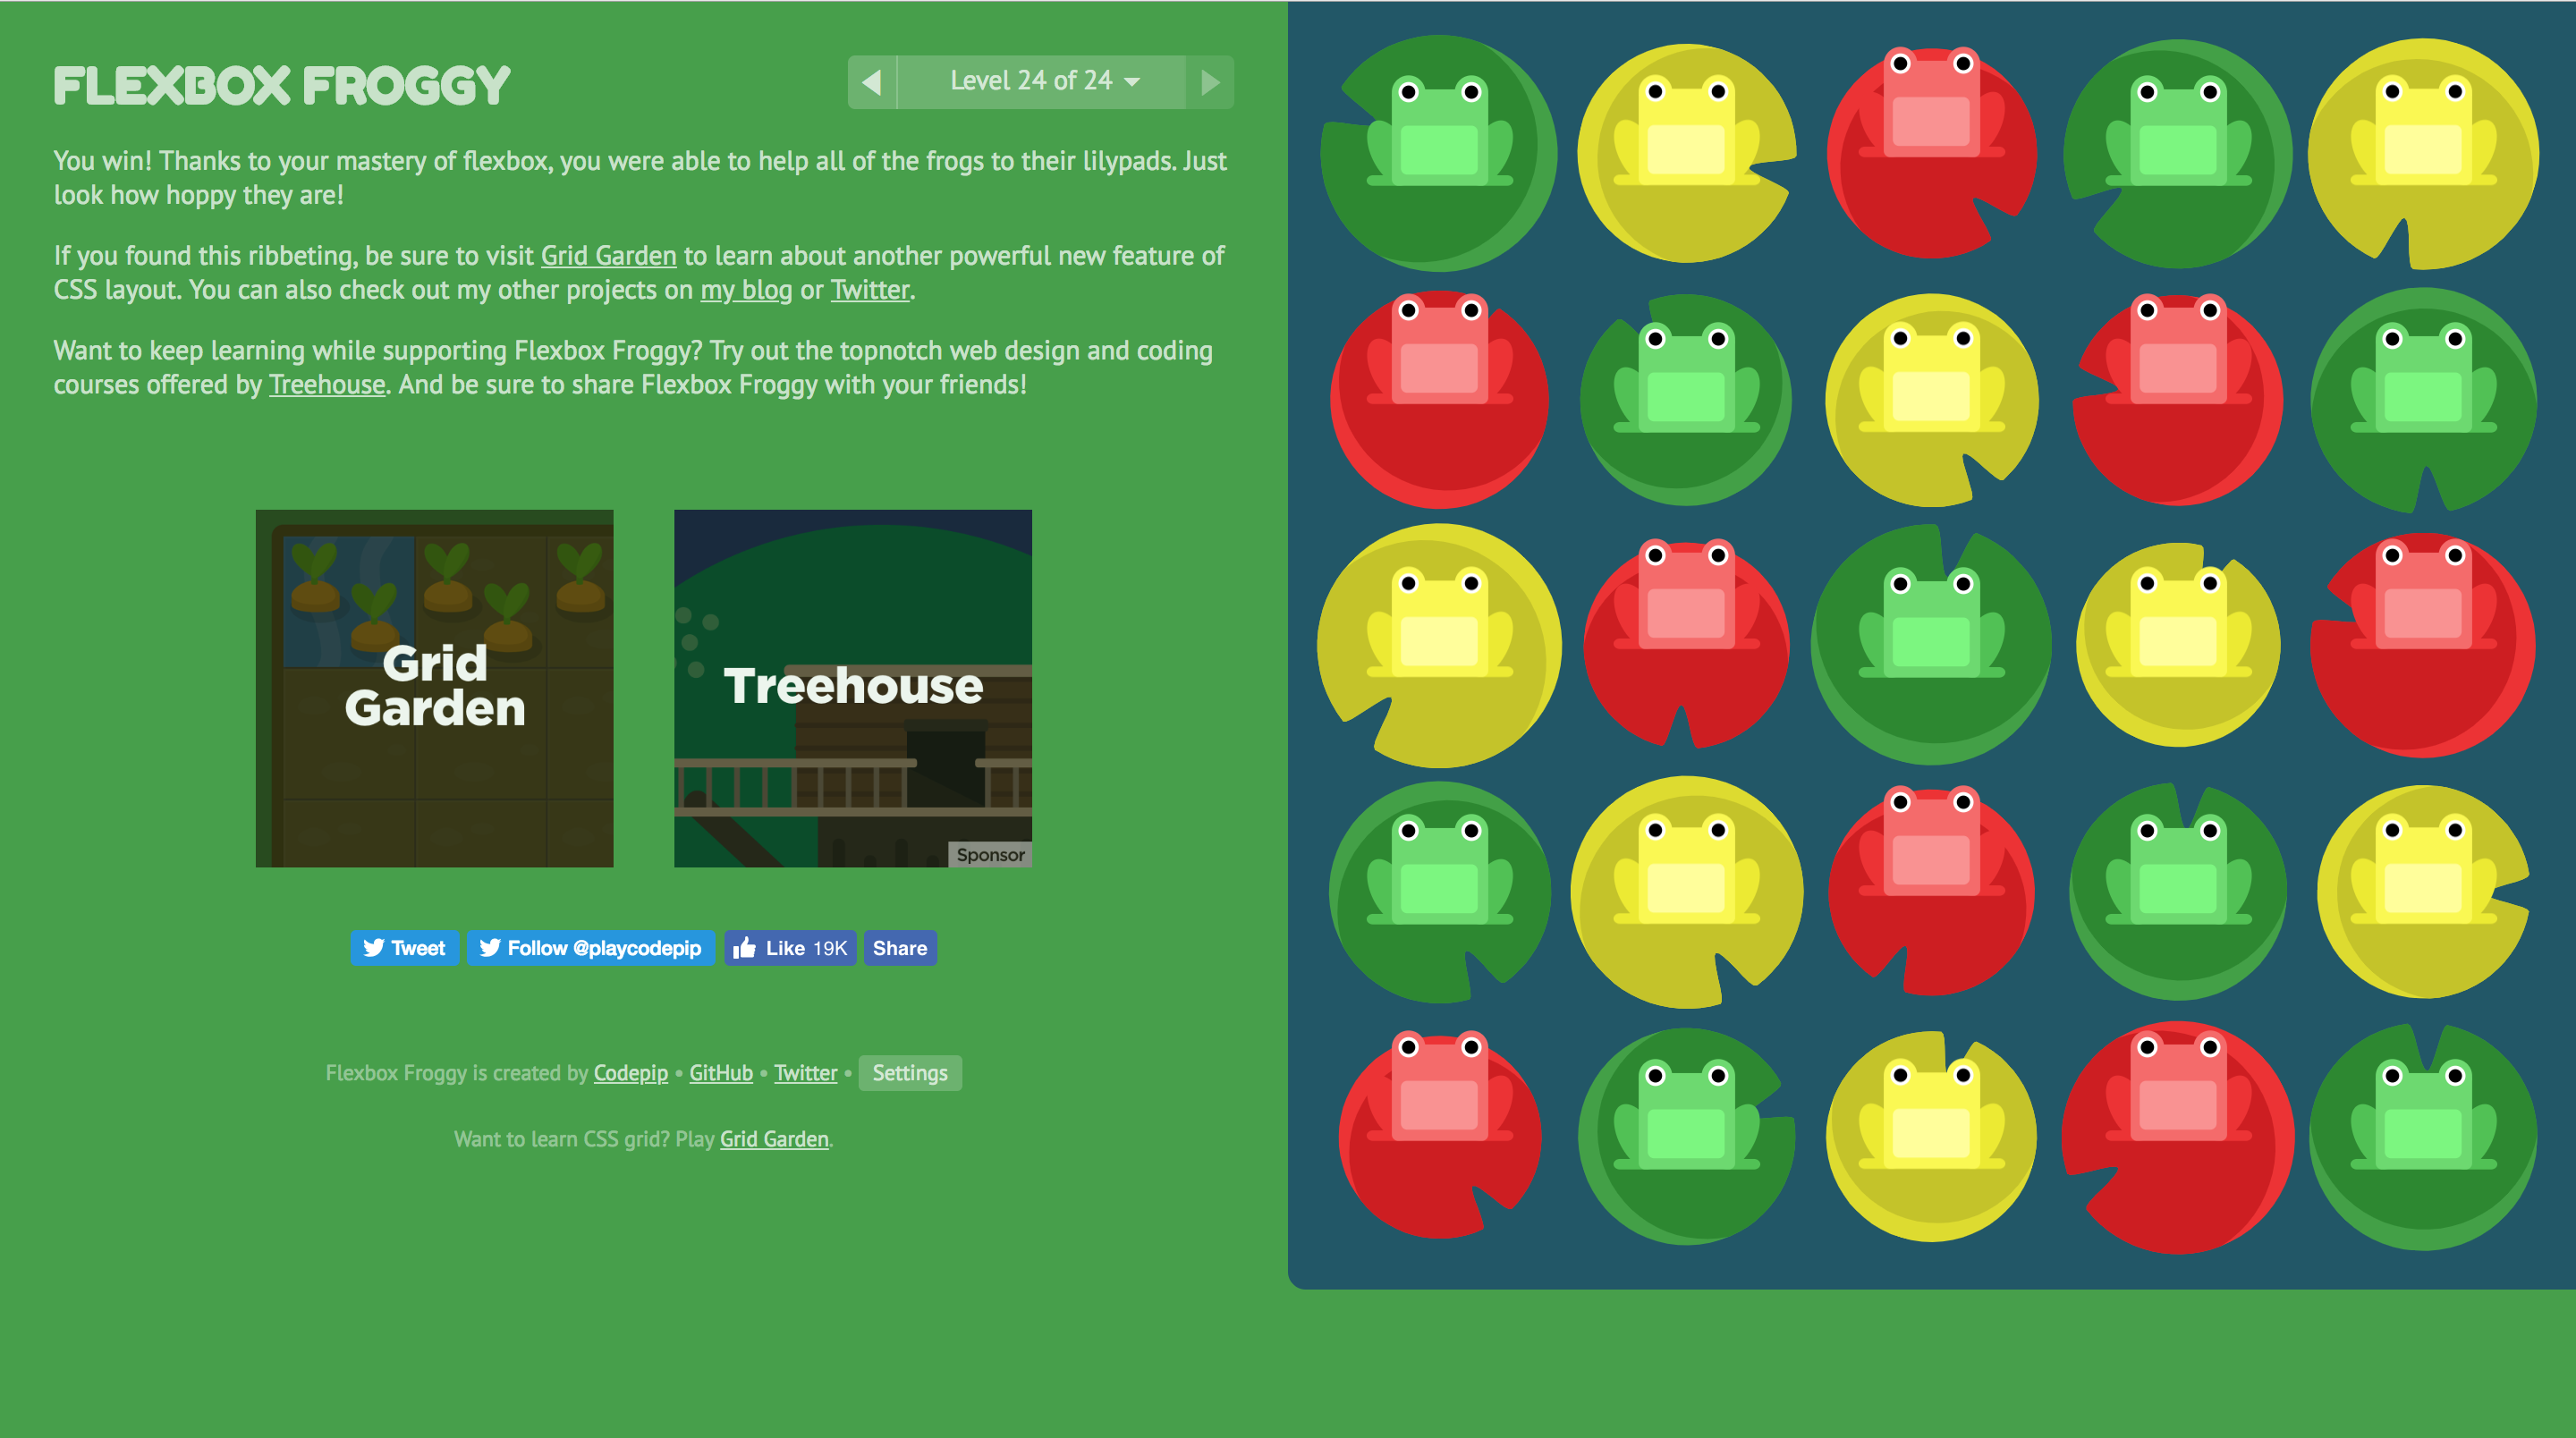 FLEXBOX FROGGY
Level 24 of 24
You win! Thanks to your mastery of flexbox, you were able to help all of the frogs to their lilypads. Just
look how hoppy they are!
If you found this ribbeting, be sure to visit Grid Garden to learn about another powerful new feature of
CSS layout. You can also check out my other projects on my blog or Twitter.
Want to keep learning while supporting Flexbox Froggy? Try out the topnotch web design and coding
courses offered by Treehouse. And be sure to share Flexbox Froggy with your friends!
Grid
Garden
Treehouse
Sponsor
Tweet
Follow @playcodepip
Like 19K
Share
Flexbox Froggy is created by Codepip • GitHub • Twitter • Settings
Want to learn CSS grid? Play Grid Garden.